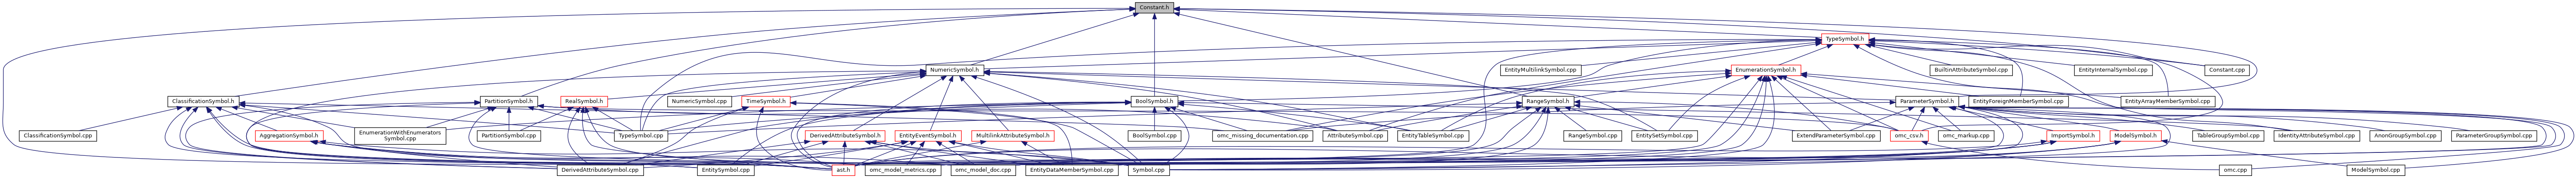 Constant.h
TypeSymbol.h
NumericSymbol.h
EntityMultilinkSymbol.cpp
EnumerationSymbol.h
BuiltinAttributeSymbol.cpp
EntityInternalSymbol.cpp
Constant.cpp
ClassificationSymbol.h
PartitionSymbol.h
RealSymbol.h
NumericSymbol.cpp
TimeSymbol.h
BoolSymbol.h
RangeSymbol.h
ParameterSymbol.h
EntityForeignMemberSymbol.cpp
EntityArrayMemberSymbol.cpp
ClassificationSymbol.cpp
AggregationSymbol.h
EnumerationWithEnumerators
Symbol.cpp
PartitionSymbol.cpp
TypeSymbol.cpp
DerivedAttributeSymbol.h
EntityEventSymbol.h
MultilinkAttributeSymbol.h
BoolSymbol.cpp
omc_missing_documentation.cpp
AttributeSymbol.cpp
EntityTableSymbol.cpp
RangeSymbol.cpp
EntitySetSymbol.cpp
ExtendParameterSymbol.cpp
omc_csv.h
omc_markup.cpp
ImportSymbol.h
ModelSymbol.h
TableGroupSymbol.cpp
IdentityAttributeSymbol.cpp
AnonGroupSymbol.cpp
ParameterGroupSymbol.cpp
DerivedAttributeSymbol.cpp
EntitySymbol.cpp
ast.h
omc_model_metrics.cpp
omc_model_doc.cpp
EntityDataMemberSymbol.cpp
Symbol.cpp
omc.cpp
ModelSymbol.cpp